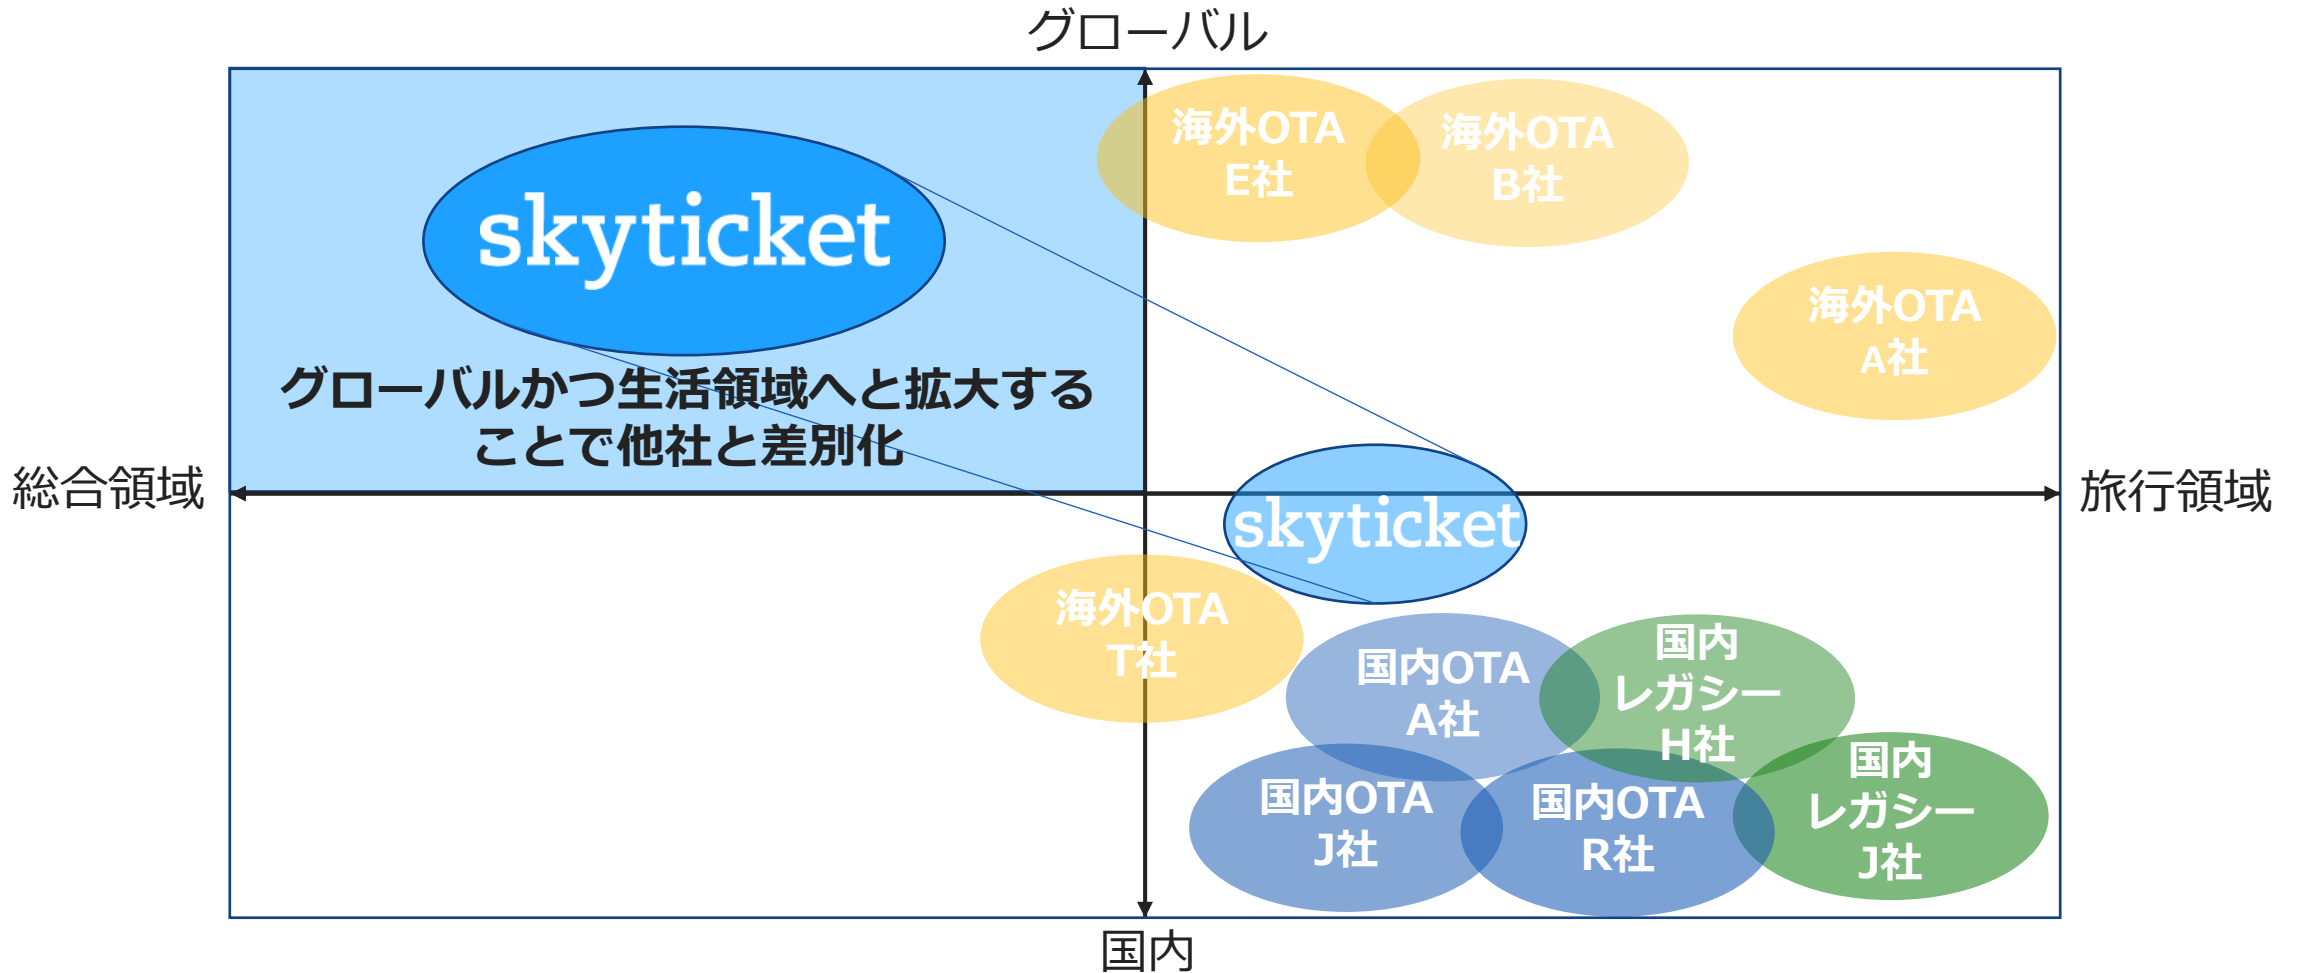 グローバル
海外OTA
E社
海外OTA
B社
skyticket
海外OTA
A社
グローバルかつ生活領域へと拡大する
ことで他社と差別化
総合領域
旅行領域
skyticket
海外OTA
T社
国内OTA
A社
国内
レガシー
H社
国内OTA
J社
国内OTA
R社
国内
レガシー
J社
国内